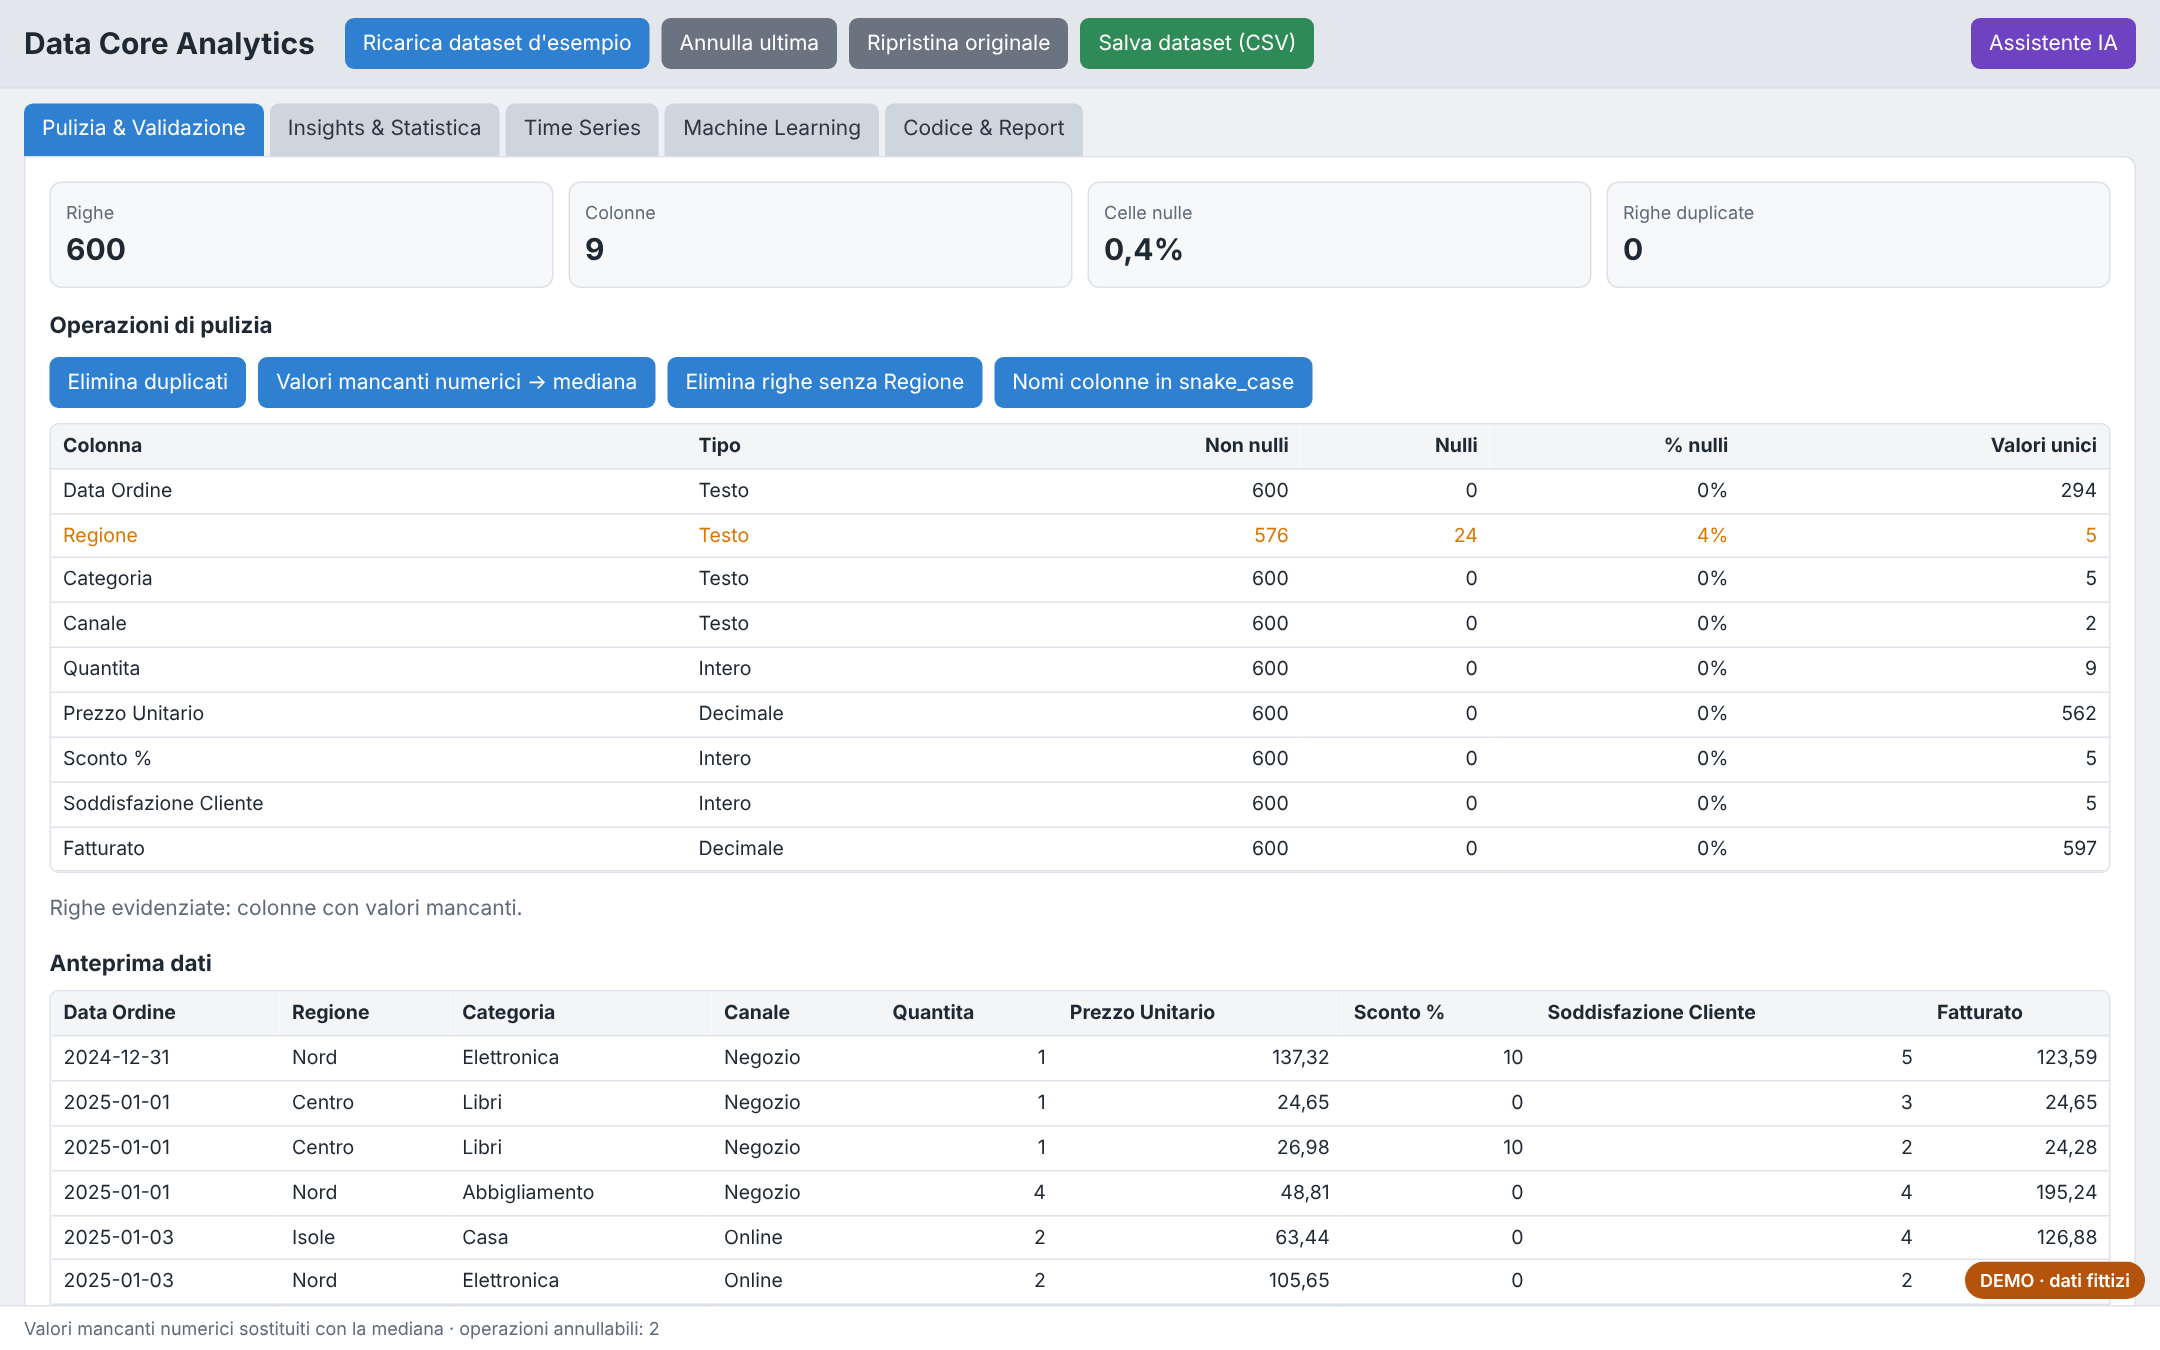 Data Core Analytics Ricarica dataset d'esempio Annulla ultima Ripristina originale Salva dataset (CSV) Assistente IA
Pulizia & Validazione Insights & Statistica Time Series Machine Learning Codice & Report
Righe Colonne Celle nulle Righe duplicate
600 9 0,4% 0
Operazioni di pulizia
Elimina duplicati Valori mancanti numerici → mediana Elimina righe senza Regione Nomi colonne in snake_case
Colonna Tipo Non nulli Nulli % nulli Valori unici
Data Ordine Testo 600 0 0% 294
Regione Testo 576 24 4% 5
Categoria Testo 600 0 0% 5
Canale Testo 600 0 0% 2
Quantita Intero 600 0 0% 9
Prezzo Unitario Decimale 600 0 0% 562
Sconto % Intero 600 0 0% 5
Soddisfazione Cliente Intero 600 0 0% 5
Fatturato Decimale 600 0 0% 597
Righe evidenziate: colonne con valori mancanti.
Anteprima dati
Data Ordine Regione Categoria Canale Quantita Prezzo Unitario Sconto % Soddisfazione Cliente Fatturato
2024-12-31 Nord Elettronica Negozio 1 137,32 10 5 123,59
2025-01-01 Centro Libri Negozio 1 24,65 0 3 24,65
2025-01-01 Centro Libri Negozio 1 26,98 10 2 24,28
2025-01-01 Nord Abbigliamento Negozio 4 48,81 0 4 195,24
2025-01-03 Isole Casa Online 2 63,44 0 4 126,88
2025-01-03 Nord Elettronica Online 2 105,65 0 2 DEMO · dati fittizi
Valori mancanti numerici sostituiti con la mediana · operazioni annullabili: 2